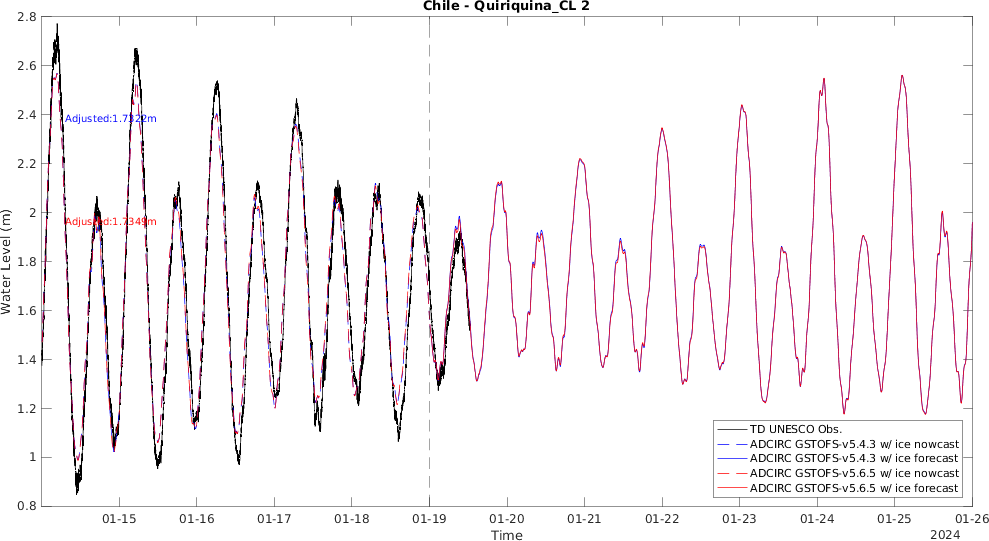 Chile - Quiriquina_CL 2
2.8
2.6
2.4
2.2
2
1.8
1.6
1.4
1.2
1
0.8
Water Level (m)
Adjusted:1.7322m
Adjusted:1.7349m
TD UNESCO Obs.
ADCIRC GSTOFS-v5.4.3 w/ ice nowcast
ADCIRC GSTOFS-v5.4.3 w/ ice forecast
ADCIRC GSTOFS-v5.6.5 w/ ice nowcast
ADCIRC GSTOFS-v5.6.5 w/ ice forecast
01-15 01-16 01-17 01-18 01-19 01-20 01-21 01-22 01-23 01-24 01-25 01-26
Time
2024